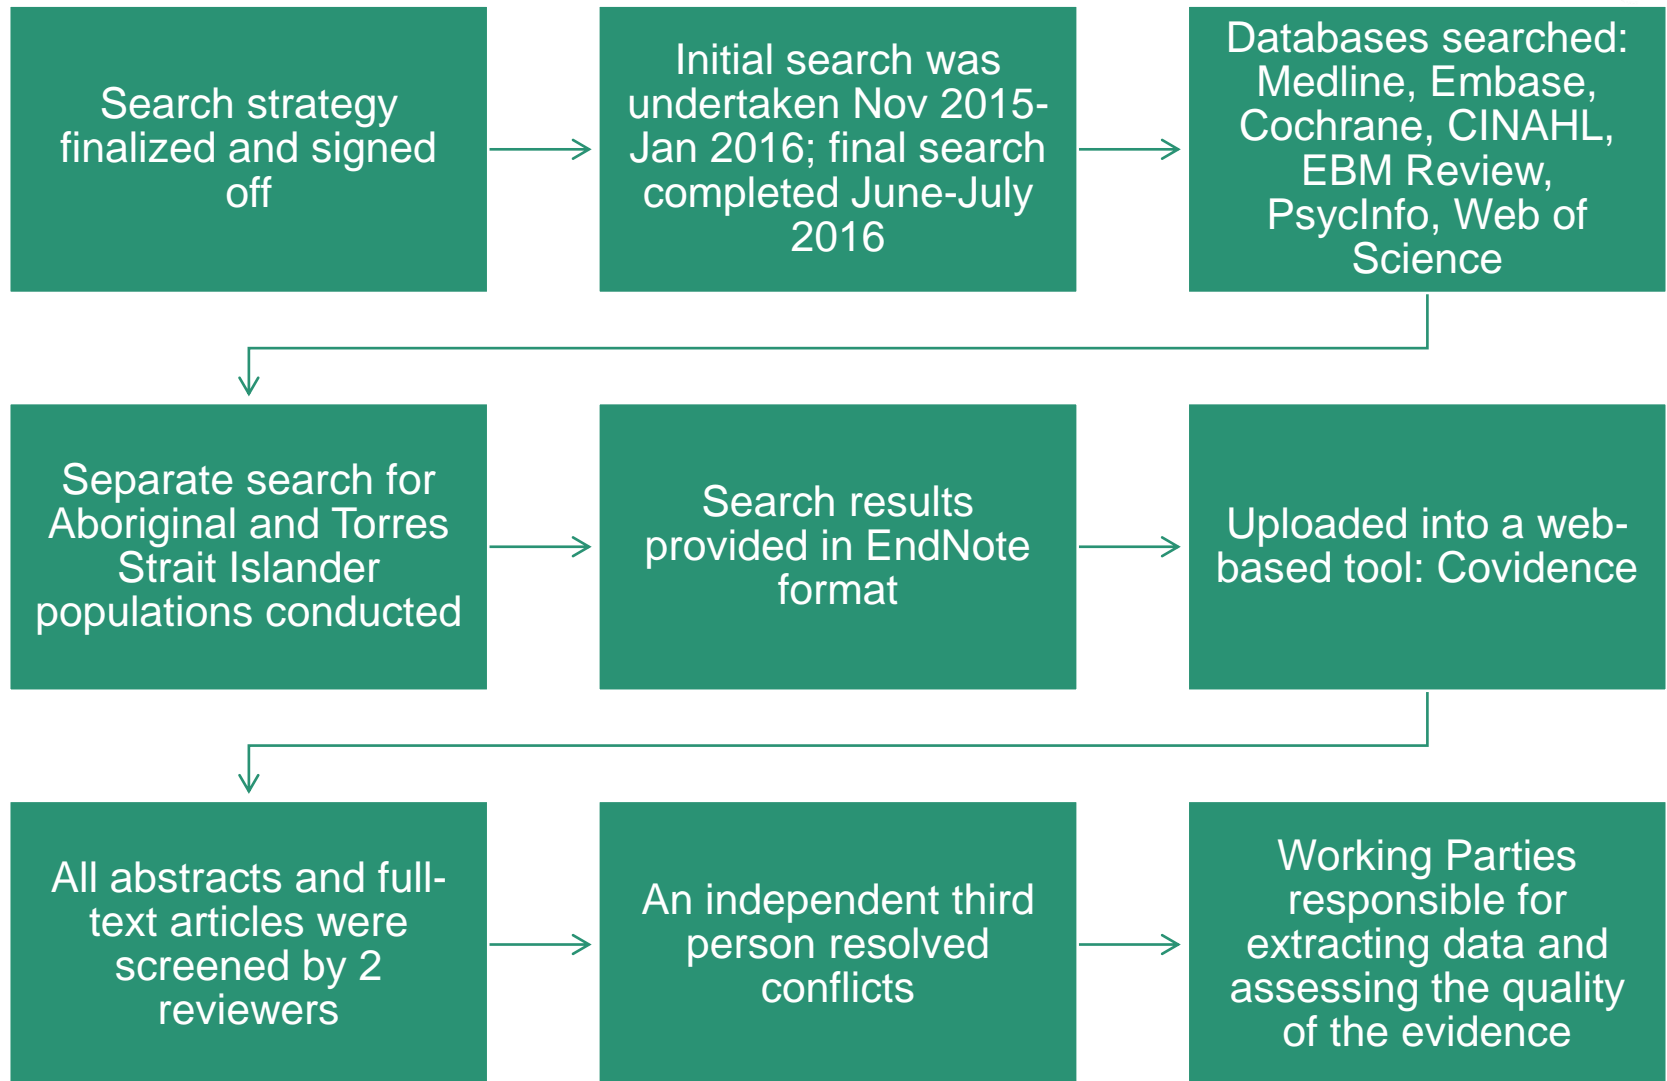 Search strategy
finalized and signed
off
Initial search was
undertaken Nov 2015-
Jan 2016; final search
completed June-July
2016
Databases searched:
Medline, Embase,
Cochrane, CINAHL,
EBM Review,
PsycInfo, Web of
Science
Separate search for
Aboriginal and Torres
Strait Islander
populations conducted
Search results
provided in EndNote
format
Uploaded into a web-
based tool: Covidence
All abstracts and full-
text articles were
screened by 2
reviewers
An independent third
person resolved
conflicts
Working Parties
responsible for
extracting data and
assessing the quality
of the evidence